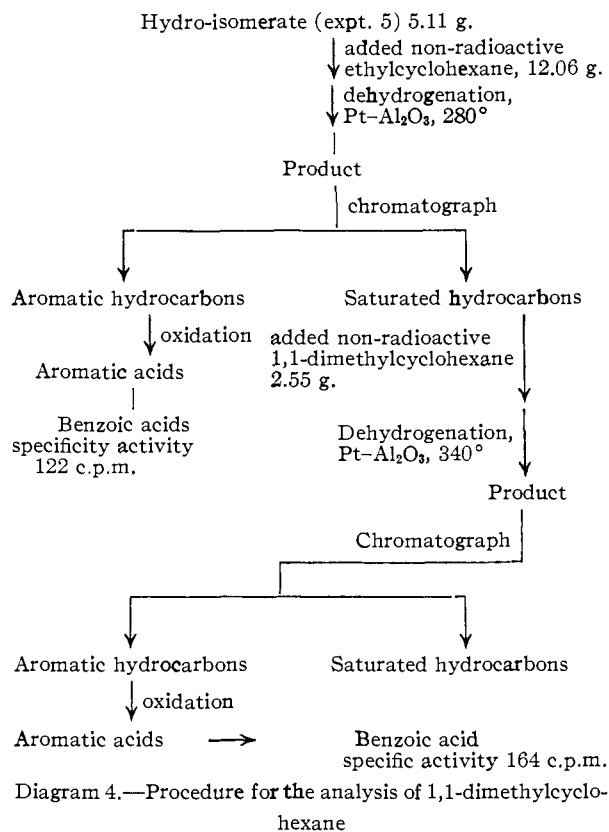 Hydro-isomerate (expt. 5) 5.11 g.
added non-radioactive
ethylcyclohexane, 12.06 g.
dehydrogenation,
Pt–Al₂O₃, 280°
Product
chromatograph
Aromatic hydrocarbons
oxidation
Aromatic acids
Benzoic acids
specificity activity
122 c.p.m.
Saturated hydrocarbons
added non-radioactive
1,1-dimethylcyclohexane
2.55 g.
Dehydrogenation,
Pt–Al₂O₃, 340°
Product
Chromatograph
Aromatic hydrocarbons
Saturated hydrocarbons
oxidation
Aromatic acids
Benzoic acid
specific activity 164 c.p.m.
Diagram 4.—Procedure for the analysis of 1,1-dimethylcyclo-
hexane